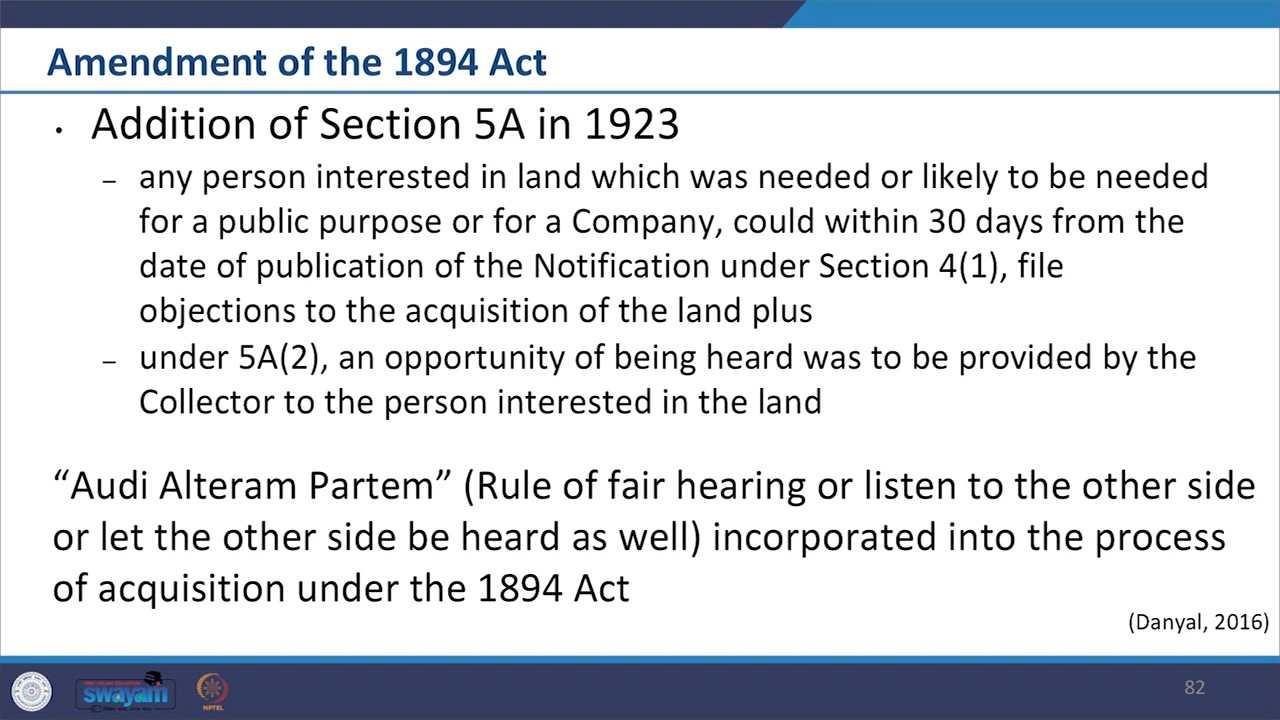 Amendment of the 1894 Act
• Addition of Section 5A in 1923
– any person interested in land which was needed or likely to be needed
for a public purpose or for a Company, could within 30 days from the
date of publication of the Notification under Section 4(1), file
objections to the acquisition of the land plus
– under 5A(2), an opportunity of being heard was to be provided by the
Collector to the person interested in the land
“Audi Alteram Partem” (Rule of fair hearing or listen to the other side
or let the other side be heard as well) incorporated into the process
of acquisition under the 1894 Act
(Danyal, 2016)
swayam
NPTEL
82